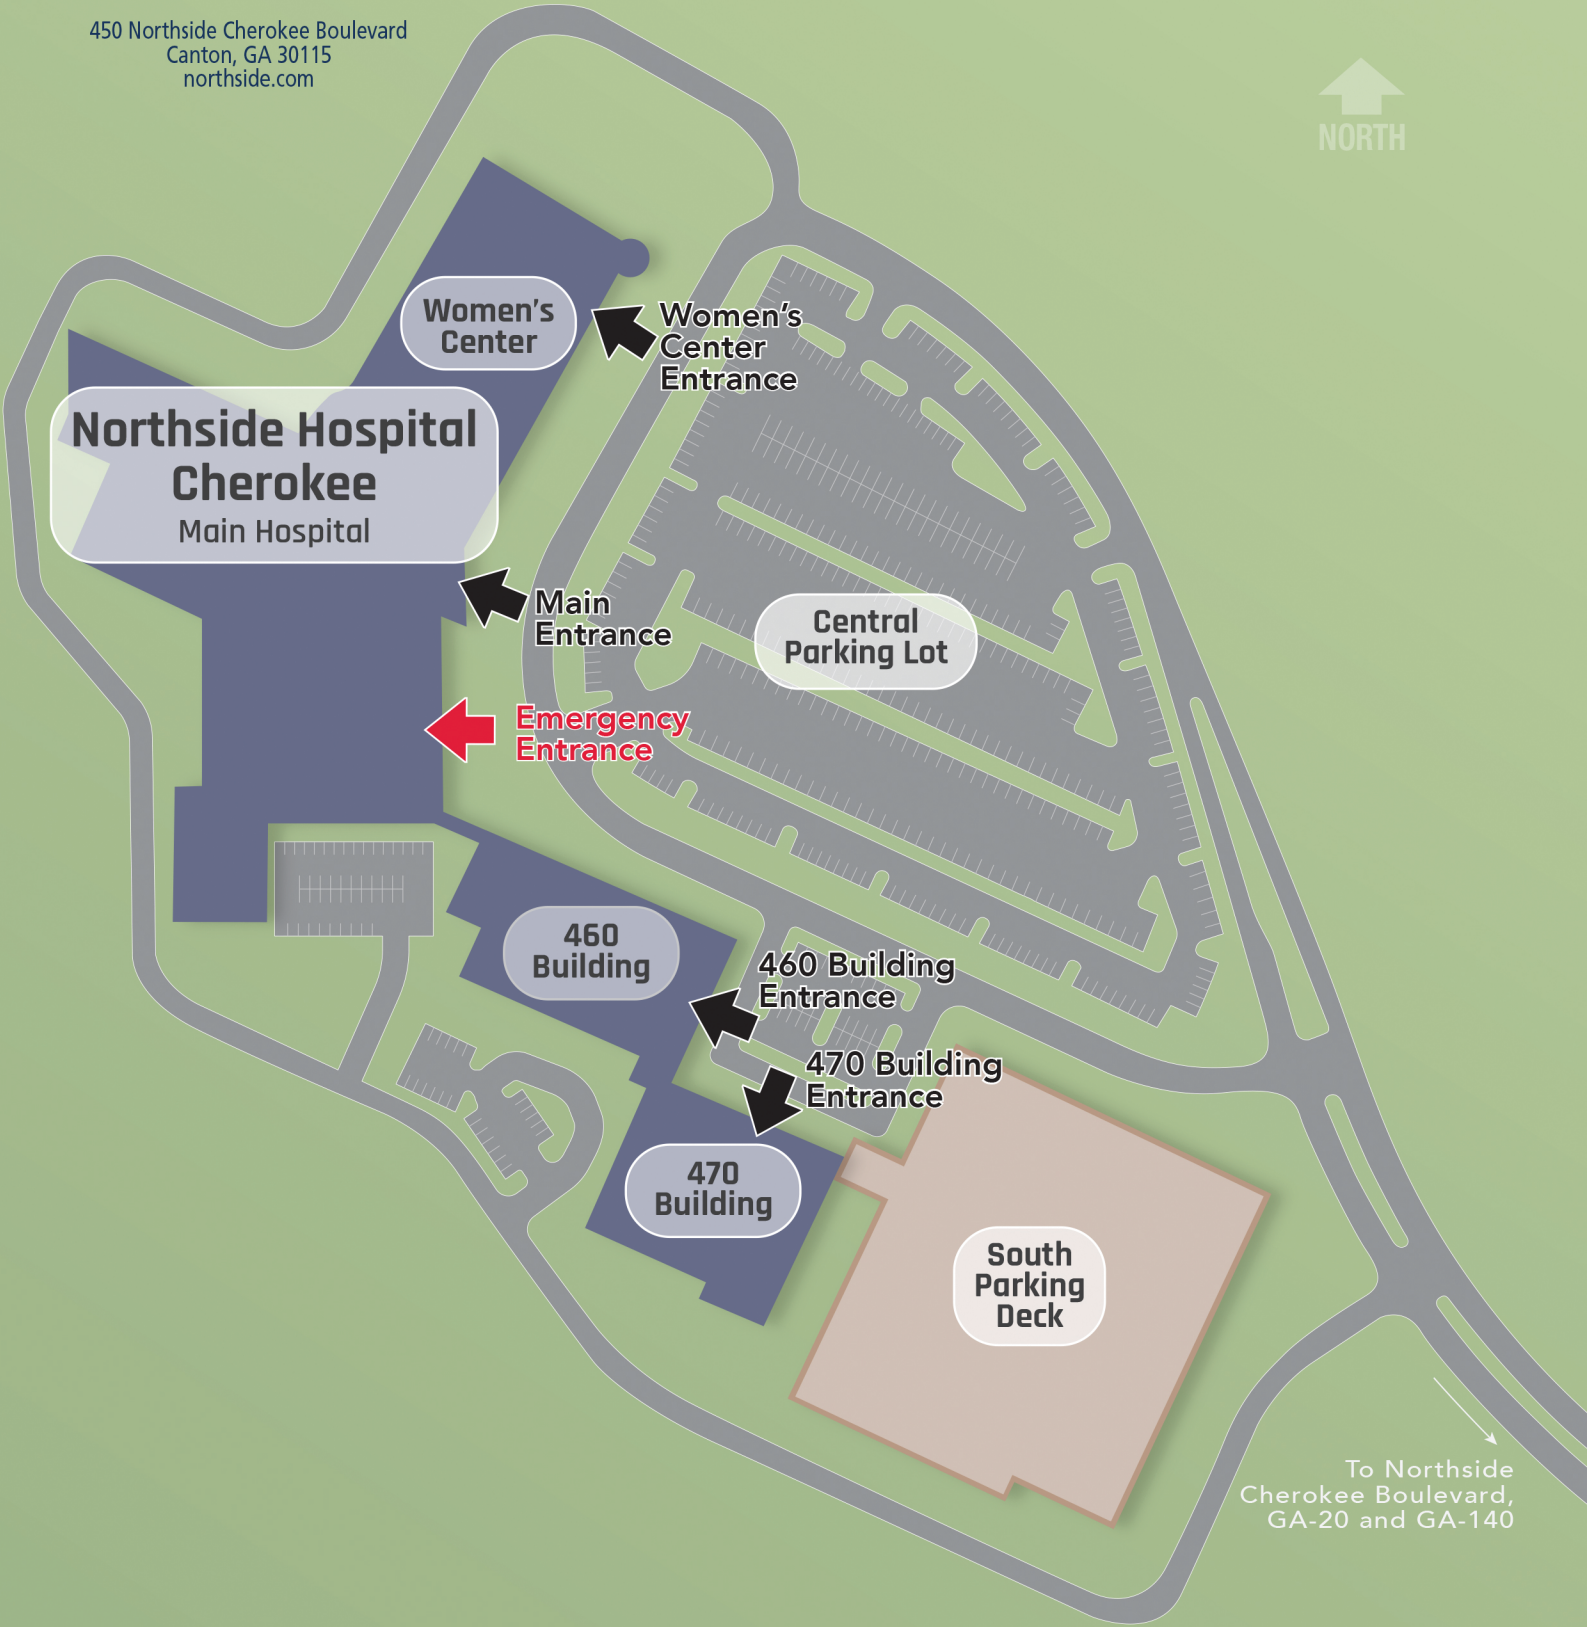 450 Northside Cherokee Boulevard
Canton, GA 30115
northside.com
NORTH
Women's
Center
Women's
Center
Entrance
Northside Hospital
Cherokee
Main Hospital
Main
Entrance
Central
Parking Lot
Emergency
Entrance
460
Building
460 Building
Entrance
470 Building
Entrance
470
Building
South
Parking
Deck
To Northside
Cherokee Boulevard,
GA-20 and GA-140